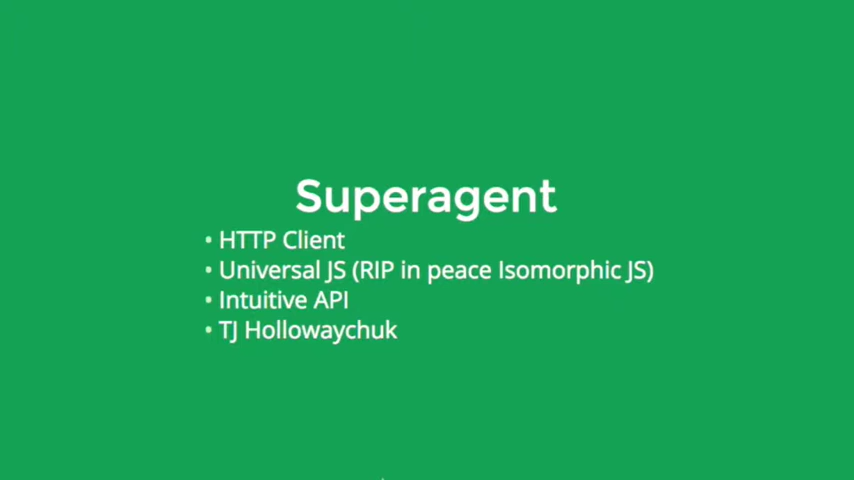 Superagent
• HTTP Client
• Universal JS (RIP in peace Isomorphic JS)
• Intuitive API
• TJ Hollowaychuk